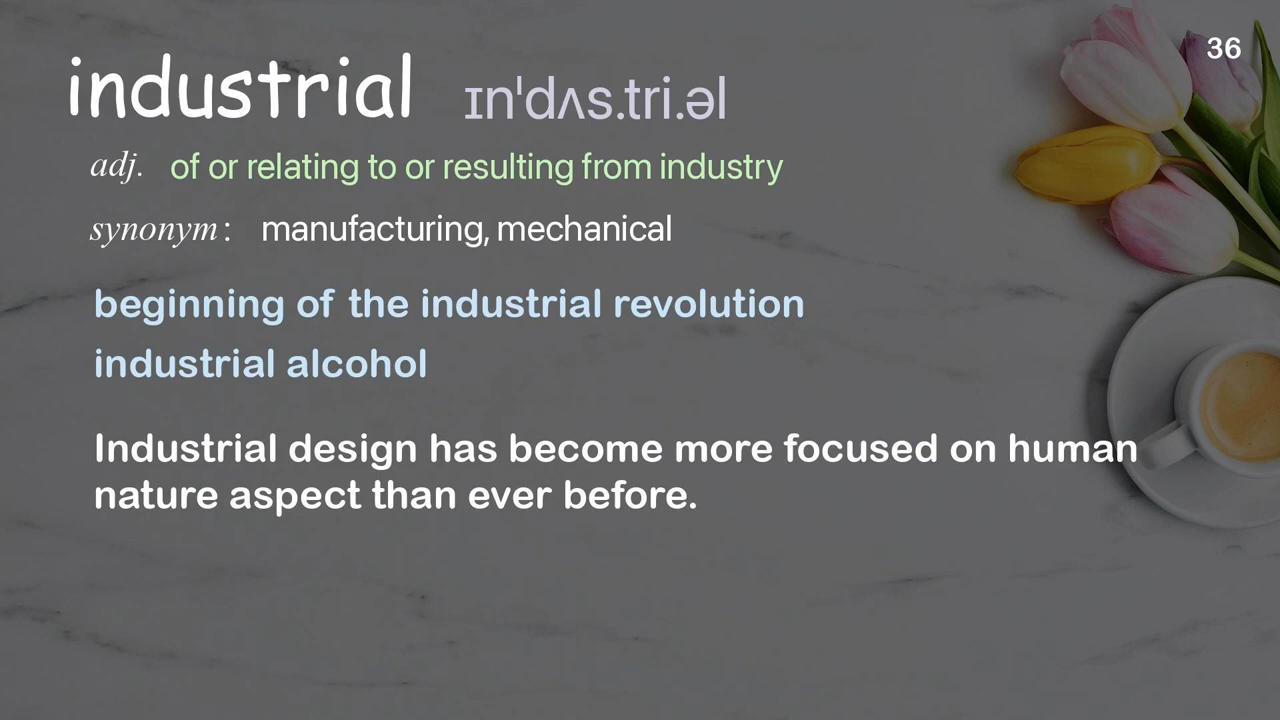 36
industrial ɪnˈdʌs.tri.əl
adj. of or relating to or resulting from industry
synonym: manufacturing, mechanical
beginning of the industrial revolution
industrial alcohol
Industrial design has become more focused on human
nature aspect than ever before.